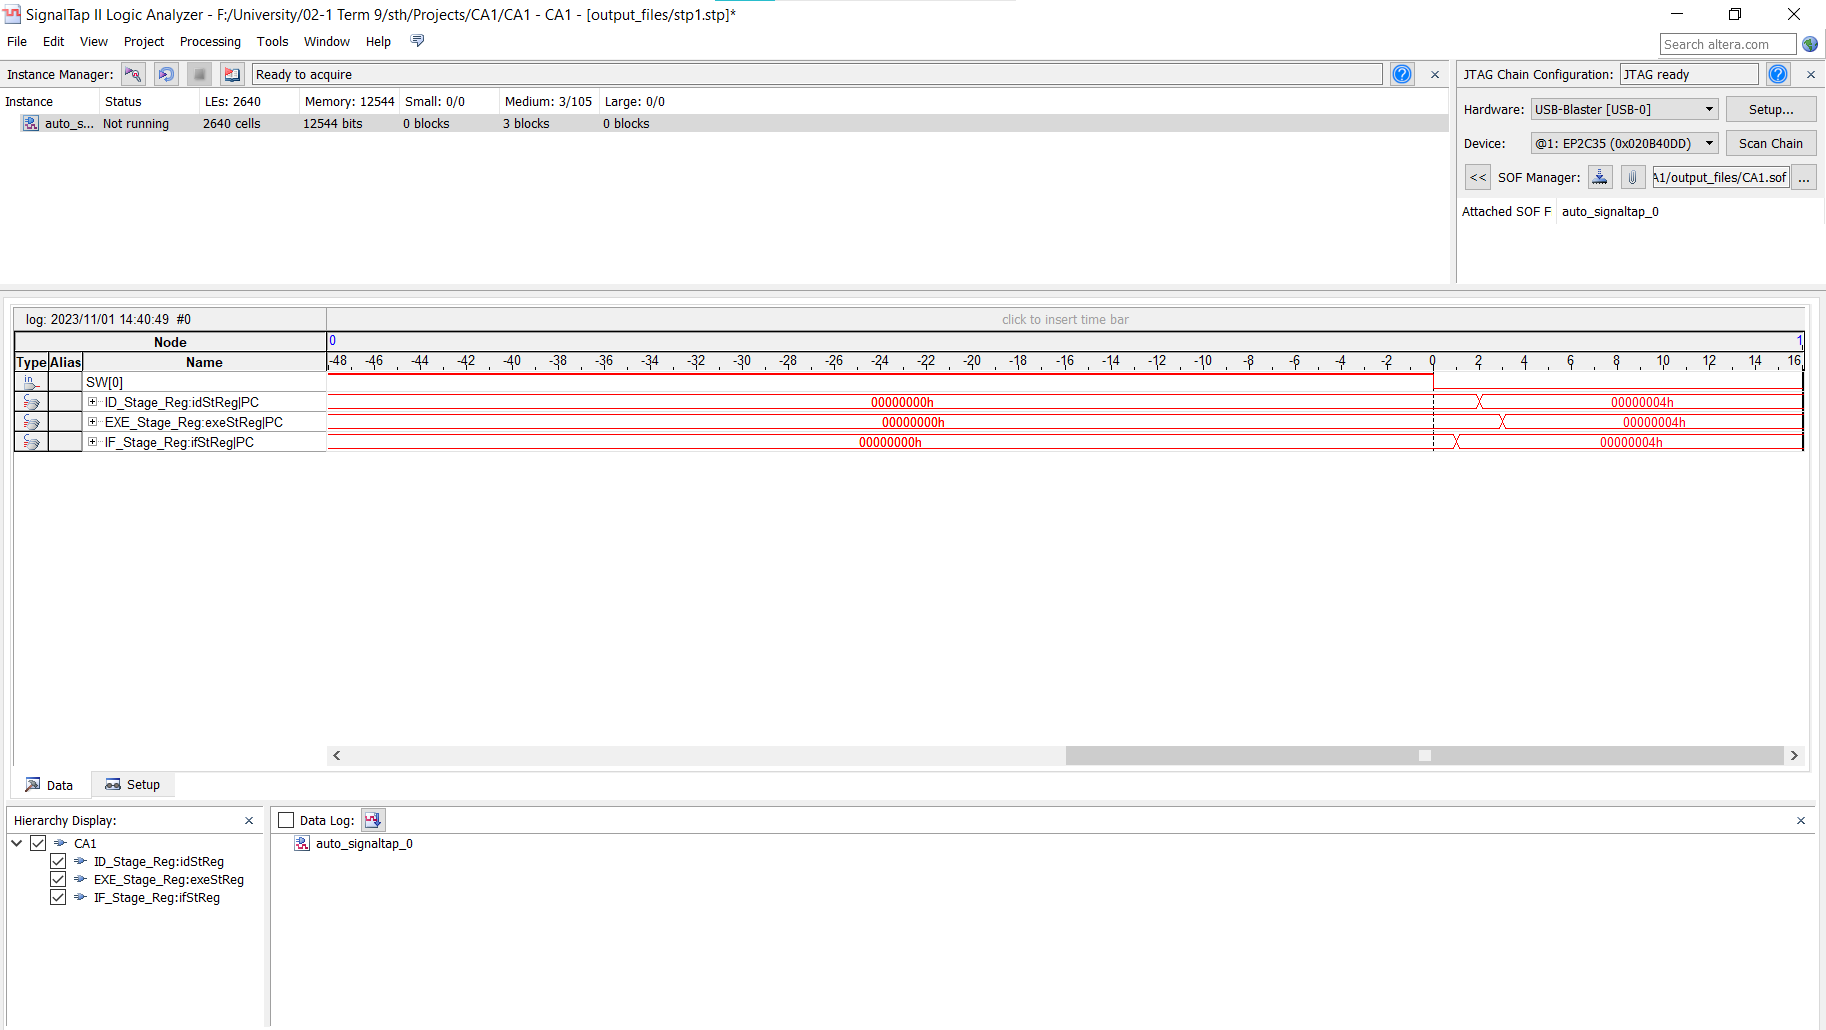 SignalTap II Logic Analyzer - F:/University/02-1 Term 9/sth/Projects/CA1/CA1 - CA1 - [output_files/stp1.stp]*
File Edit View Project Processing Tools Window Help
Search altera.com
Instance Manager: Ready to acquire
Instance Status LEs: 2640 Memory: 12544 Small: 0/0 Medium: 3/105 Large: 0/0
auto_s... Not running 2640 cells 12544 bits 0 blocks 3 blocks 0 blocks
JTAG Chain Configuration: JTAG ready
Hardware: USB-Blaster [USB-0] Setup...
Device: @1: EP2C35 (0x020B40DD) Scan Chain
<< SOF Manager: A1/output_files/CA1.sof ...
Attached SOF F auto_signaltap_0
log: 2023/11/01 14:40:49 #0 click to insert time bar
Node 0 1
Type Alias Name -48 -46 -44 -42 -40 -38 -36 -34 -32 -30 -28 -26 -24 -22 -20 -18 -16 -14 -12 -10 -8 -6 -4 -2 0 2 4 6 8 10 12 14 16
in SW[0]
ID_Stage_Reg:idStReg|PC 00000000h 00000004h
EXE_Stage_Reg:exeStReg|PC 00000000h 00000004h
IF_Stage_Reg:ifStReg|PC 00000000h 00000004h
Data Setup
Hierarchy Display:
CA1
ID_Stage_Reg:idStReg
EXE_Stage_Reg:exeStReg
IF_Stage_Reg:ifStReg
Data Log:
auto_signaltap_0